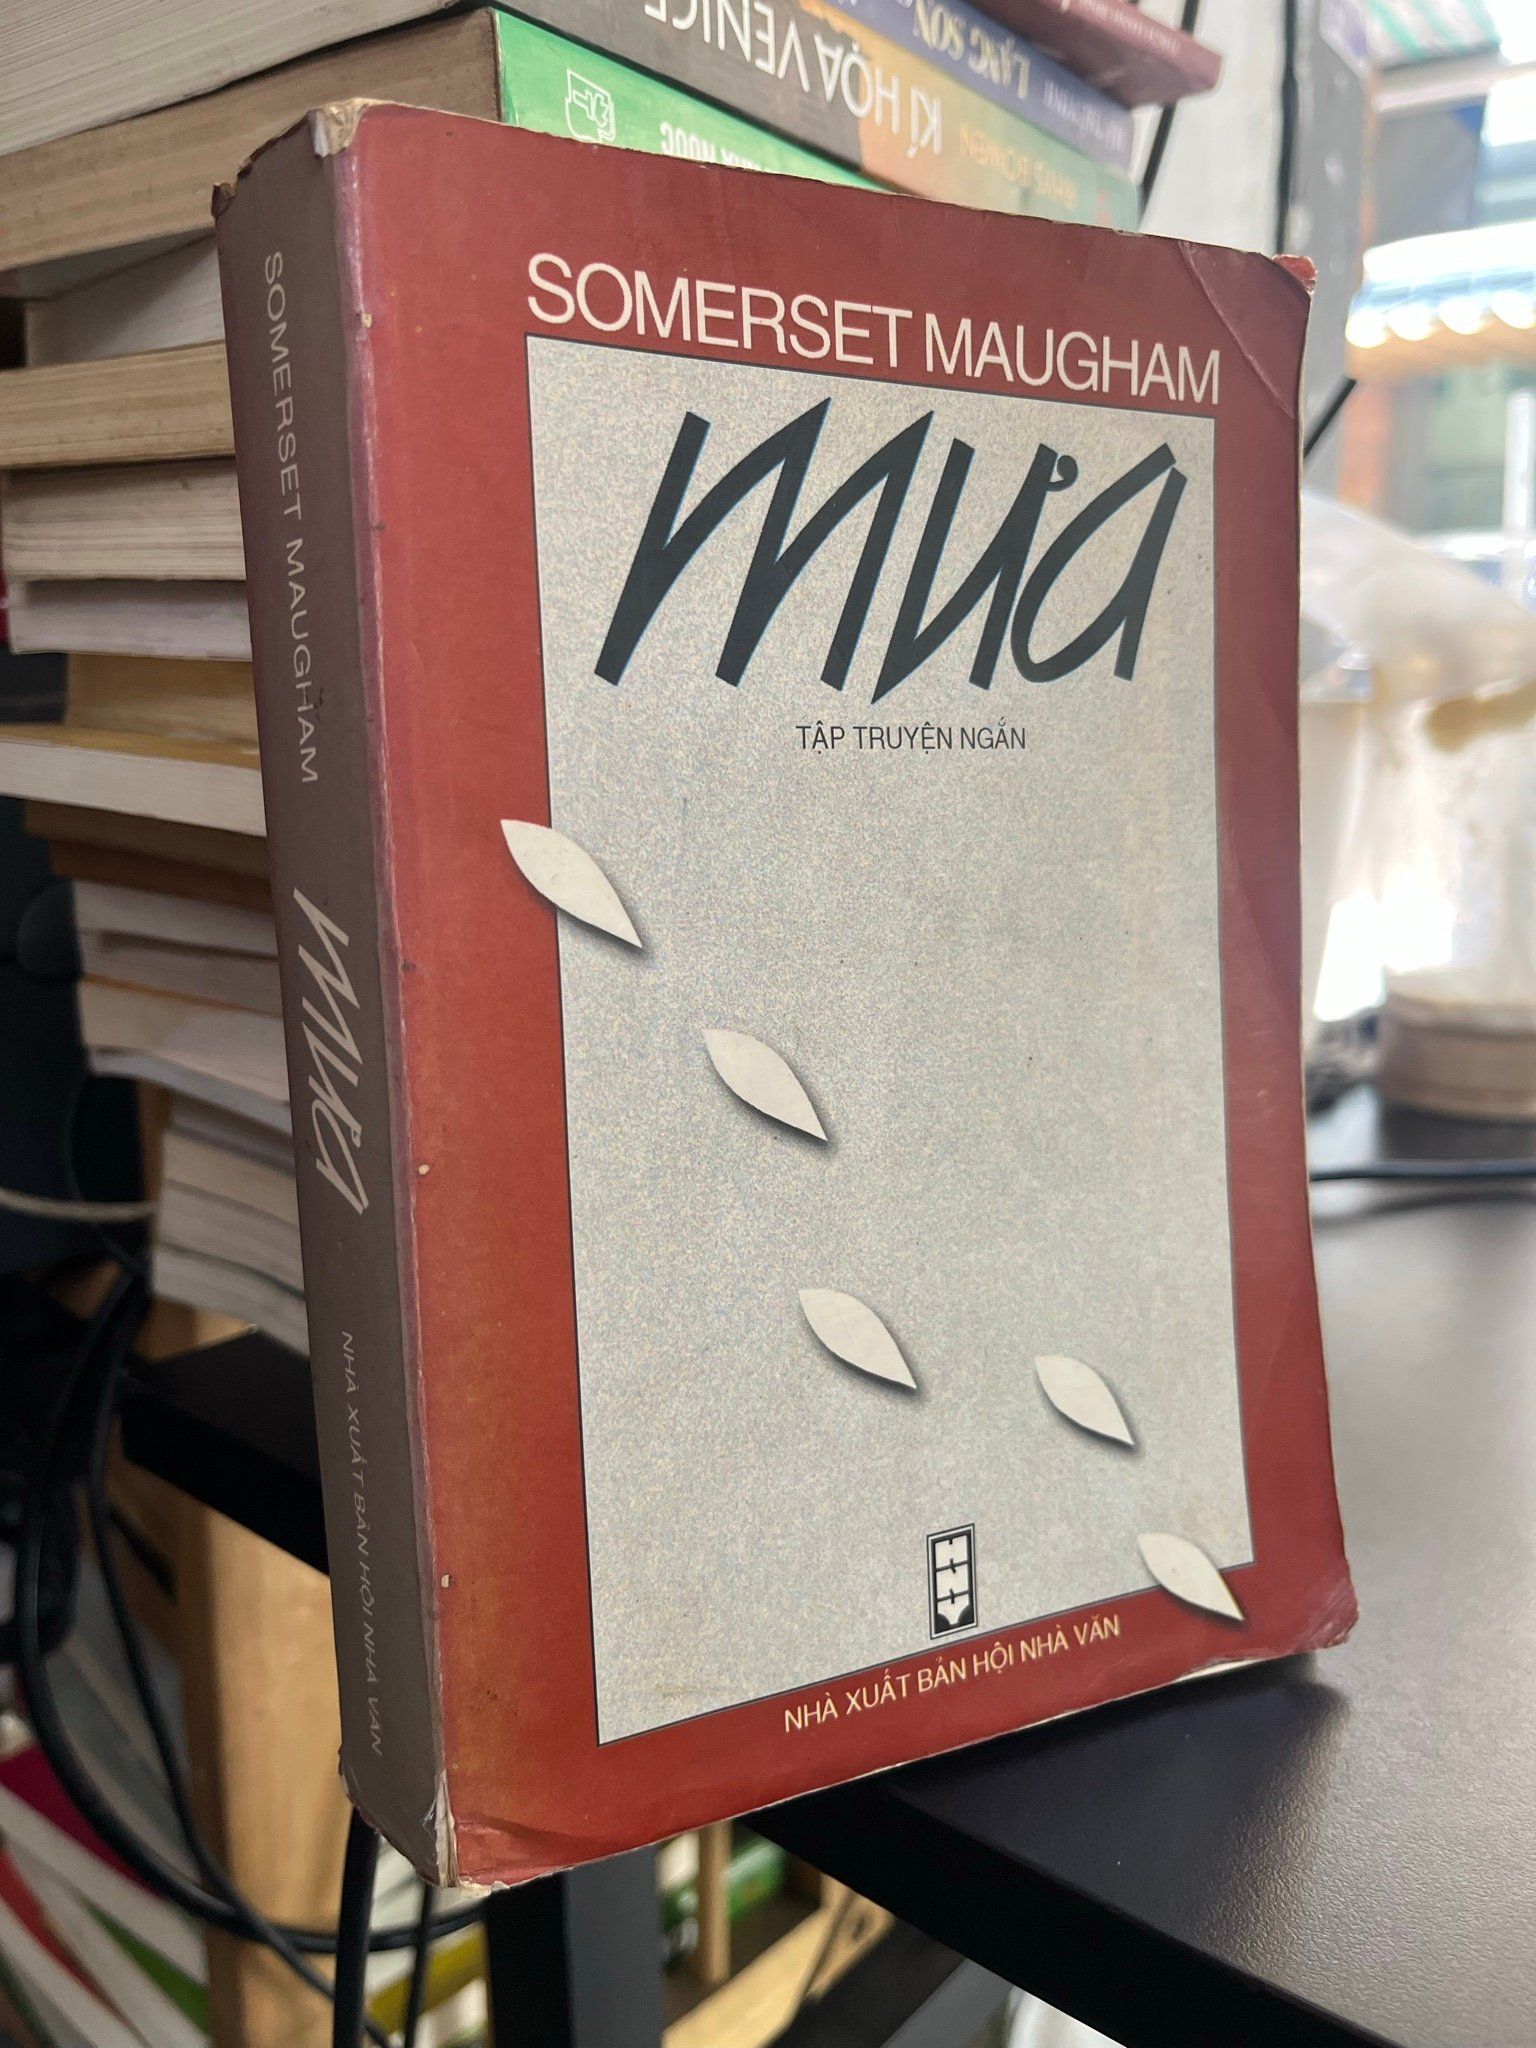 SOMERSET MAUGHAM
mưa
TẬP TRUYỆN NGẮN
NHÀ XUẤT BẢN HỘI NHÀ VĂN
SOMERSET MAUGHAM
mưa
NHÀ XUẤT BẢN HỘI NHÀ VĂN
KÍ HỌA VENICE
LẠNG SƠN
NƯỚC